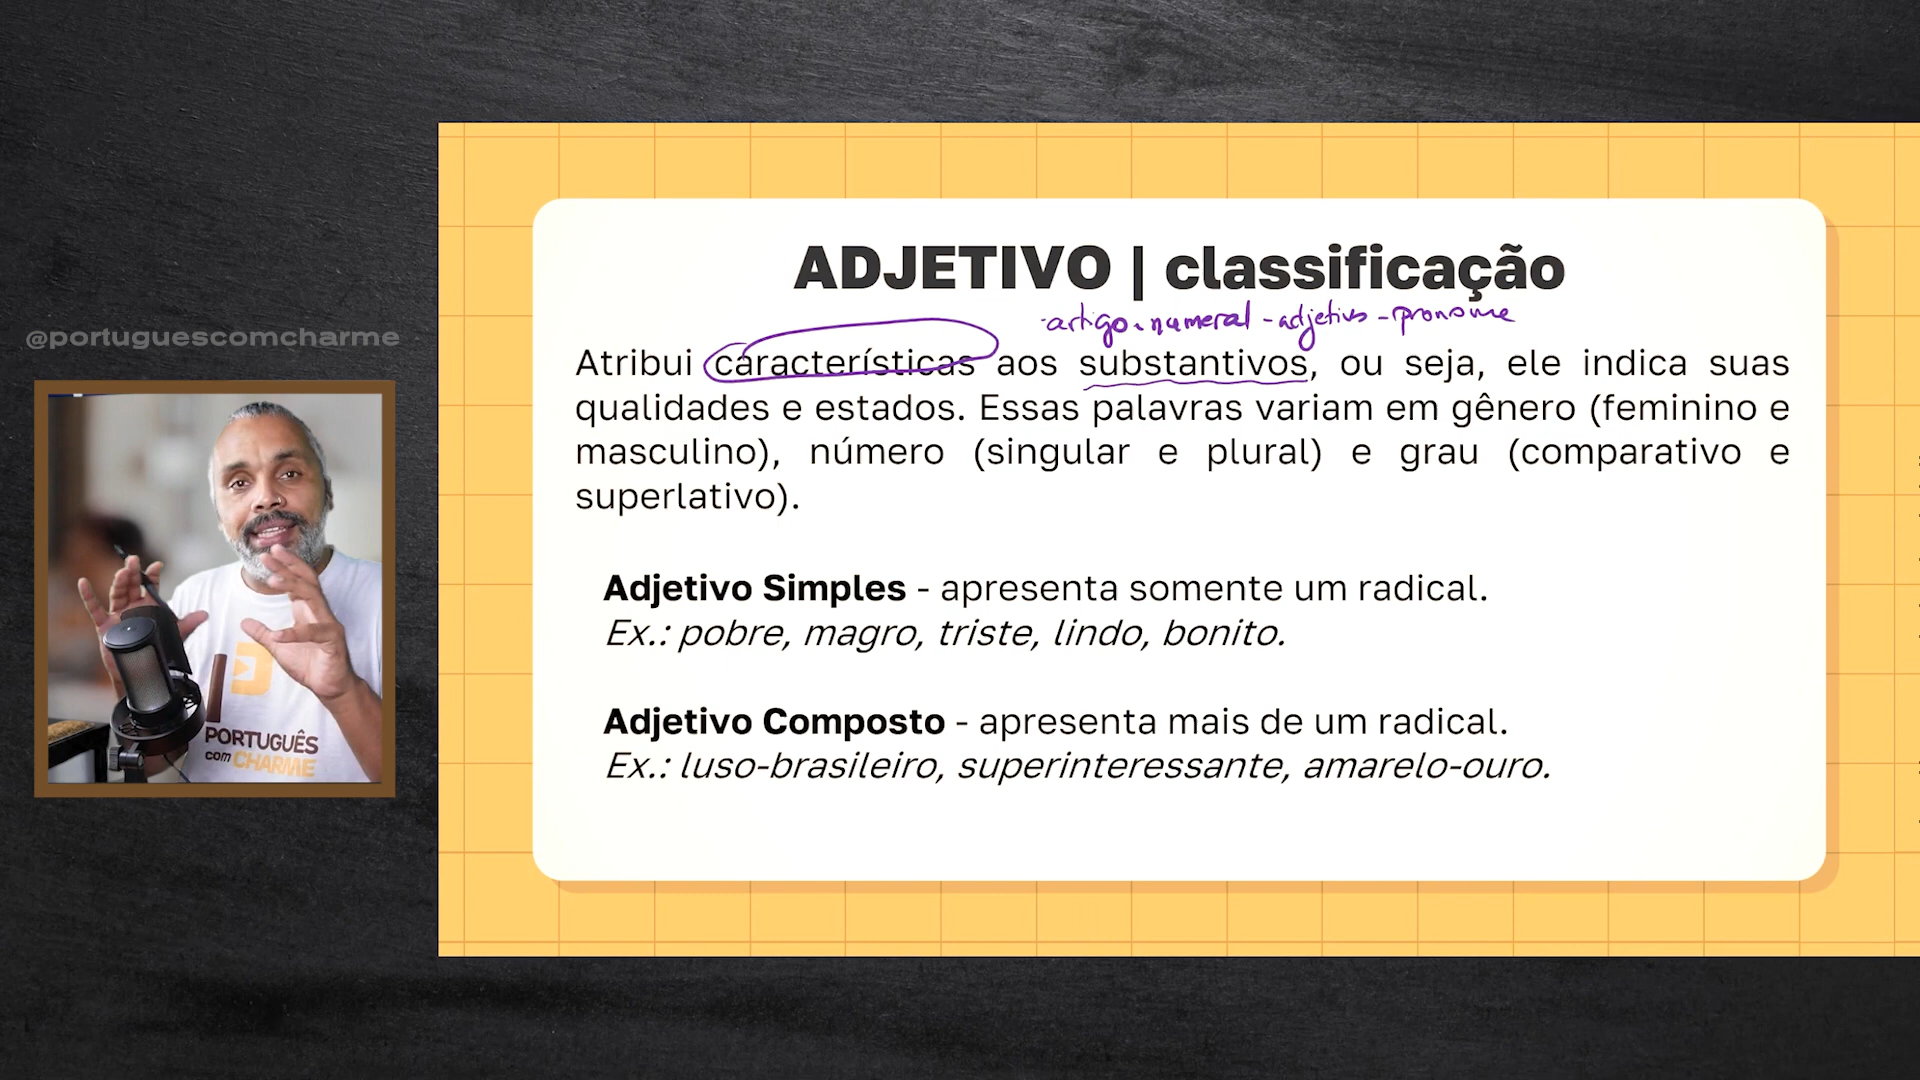 @portuguescomcharme
PORTUGUÊS
com CHARME
ADJETIVO | classificação
-artigo-numeral-adjetivo-pronome
Atribui características aos substantivos, ou seja, ele indica suas
qualidades e estados. Essas palavras variam em gênero (feminino e
masculino), número (singular e plural) e grau (comparativo e
superlativo).
Adjetivo Simples - apresenta somente um radical.
Ex.: pobre, magro, triste, lindo, bonito.
Adjetivo Composto - apresenta mais de um radical.
Ex.: luso-brasileiro, superinteressante, amarelo-ouro.